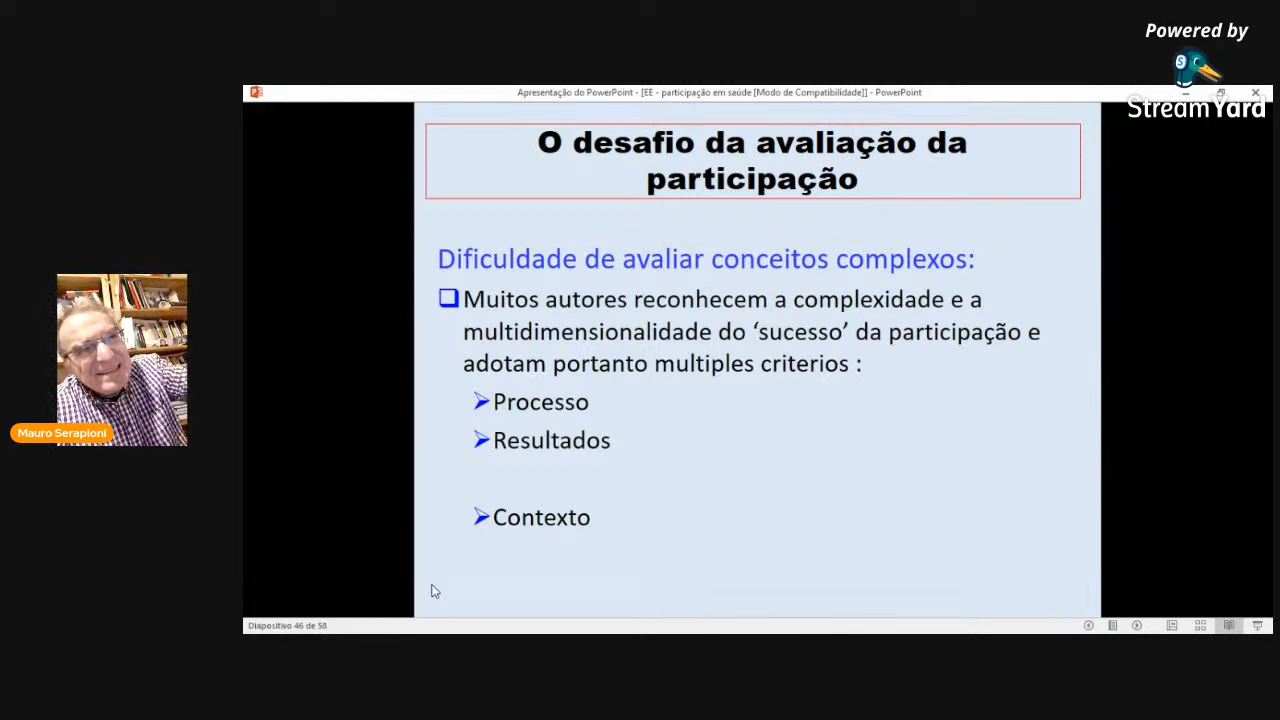 Powered by
StreamYard
Apresentação do PowerPoint - [EE - participação em saúde [Modo de Compatibilidade]] - PowerPoint
O desafio da avaliação da
participação
Dificuldade de avaliar conceitos complexos:
Muitos autores reconhecem a complexidade e a
multidimensionalidade do ‘sucesso’ da participação e
adotam portanto multiples criterios :
Processo
Resultados
Contexto
Mauro Serapioni
Diapositivo 46 de 58